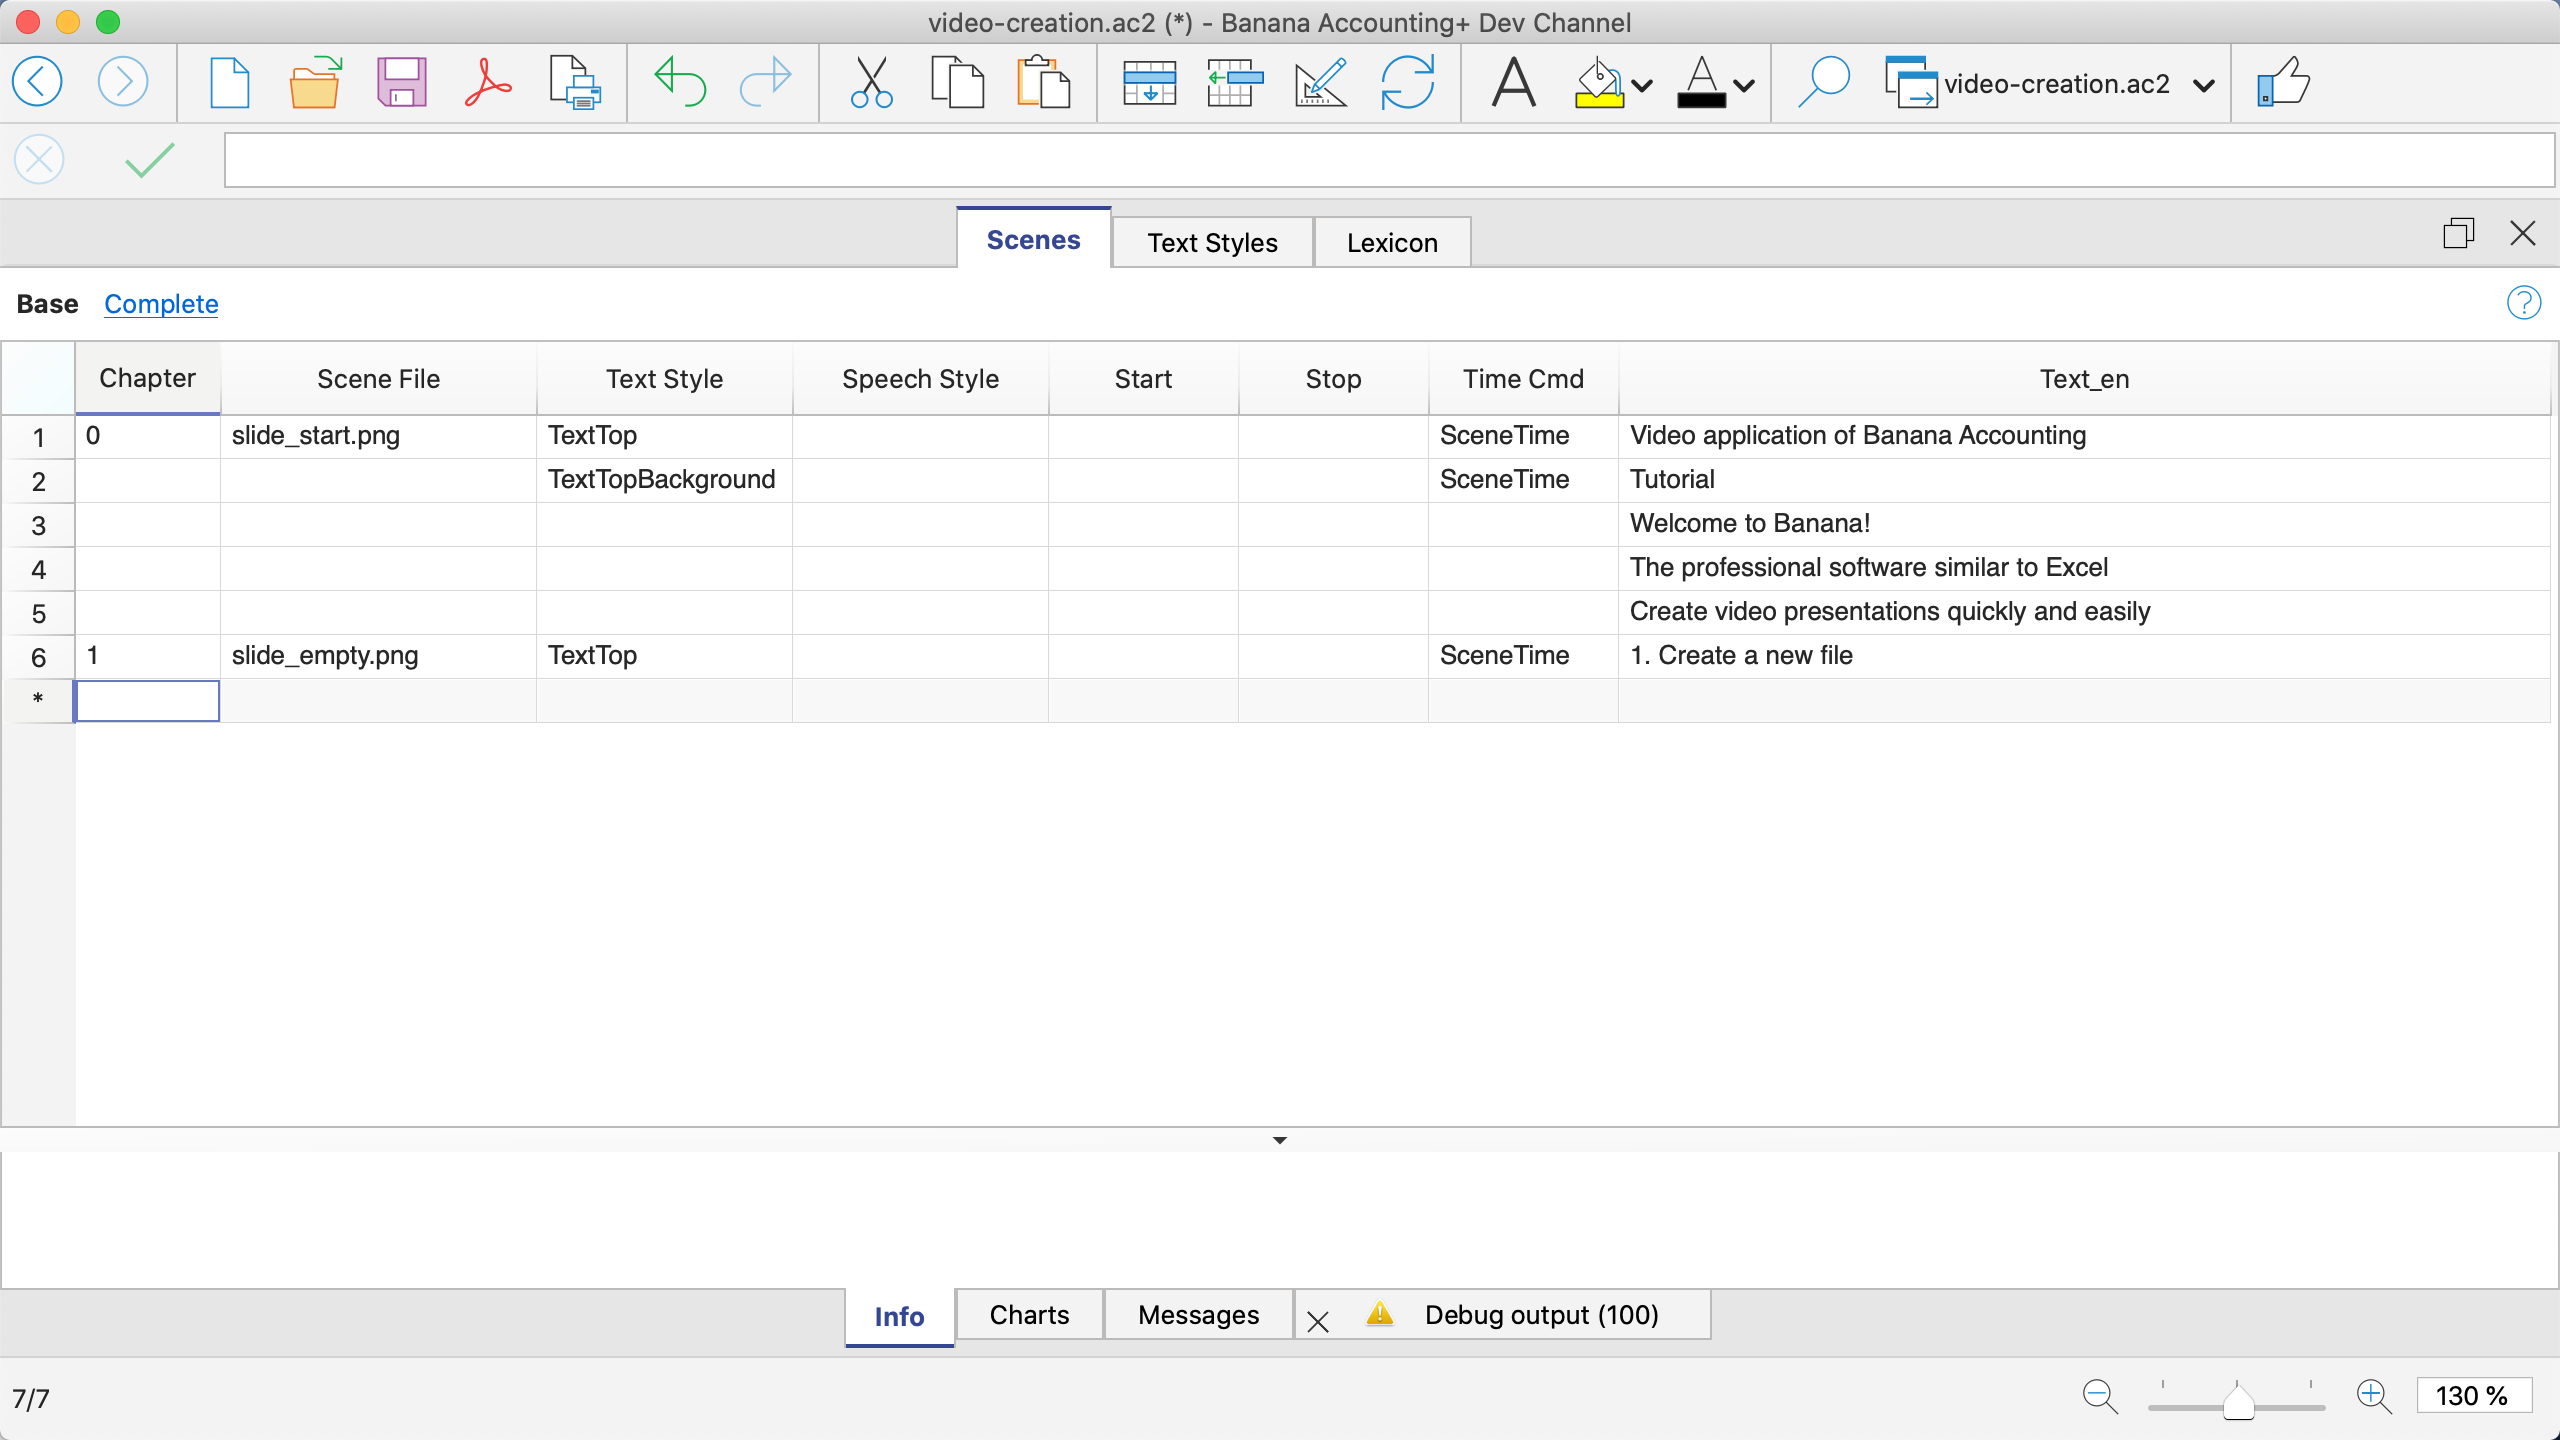 video-creation.ac2 (*) - Banana Accounting+ Dev Channel
video-creation.ac2
Scenes Text Styles Lexicon
Base Complete
Chapter Scene File Text Style Speech Style Start Stop Time Cmd Text_en
1 0 slide_start.png TextTop SceneTime Video application of Banana Accounting
2 TextTopBackground SceneTime Tutorial
3 Welcome to Banana!
4 The professional software similar to Excel
5 Create video presentations quickly and easily
6 1 slide_empty.png TextTop SceneTime 1. Create a new file
*
Info Charts Messages Debug output (100)
7/7 130 %